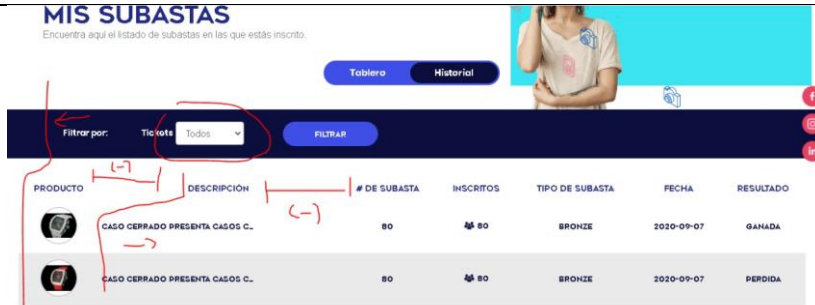 MIS SUBASTAS
Encuentra aquí el listado de subastas en las que estás inscrito.
Tablero Historial
Filtrar por: Tickets Todos FILTRAR
(-)
PRODUCTO DESCRIPCIÓN # DE SUBASTA INSCRITOS TIPO DE SUBASTA FECHA RESULTADO
(-)
CASO CERRADO PRESENTA CASOS C... 80 80 BRONZE 2020-09-07 GANADA
CASO CERRADO PRESENTA CASOS C... 80 80 BRONZE 2020-09-07 PERDIDA